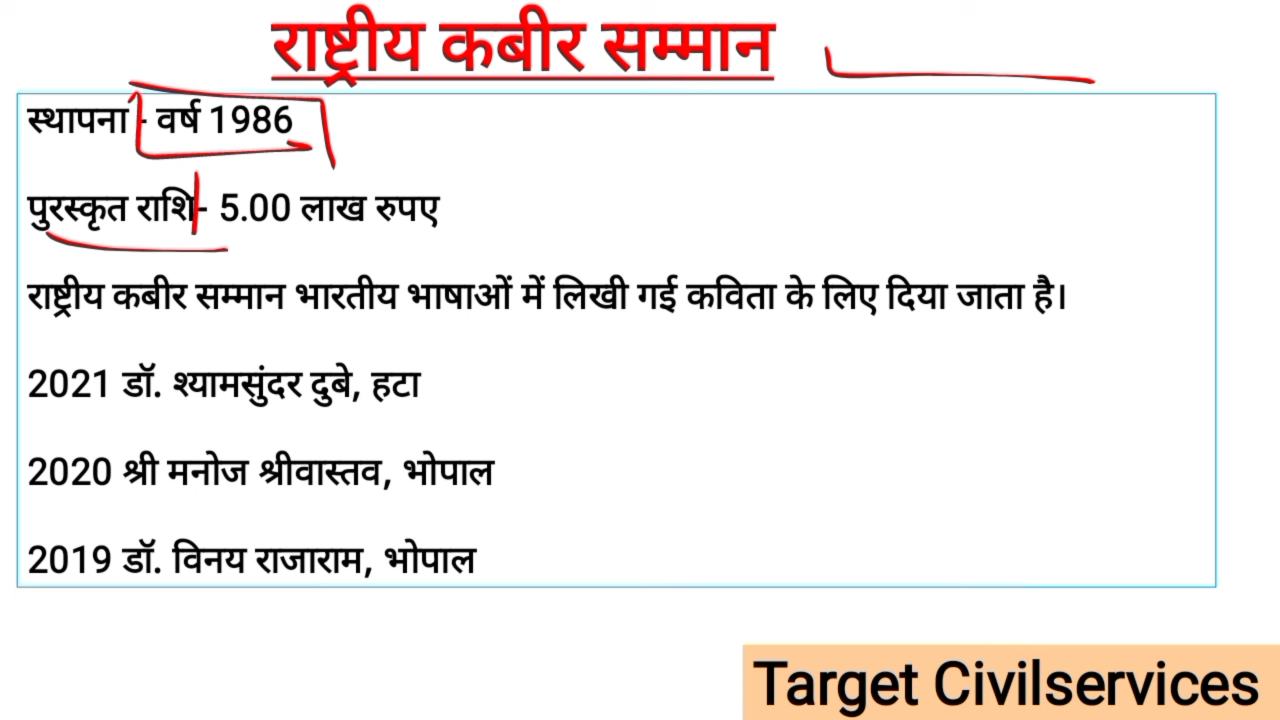 राष्ट्रीय कबीर सम्मान
स्थापना - वर्ष 1986
पुरस्कृत राशि- 5.00 लाख रुपए
राष्ट्रीय कबीर सम्मान भारतीय भाषाओं में लिखी गई कविता के लिए दिया जाता है।
2021 डॉ. श्यामसुंदर दुबे, हटा
2020 श्री मनोज श्रीवास्तव, भोपाल
2019 डॉ. विनय राजाराम, भोपाल
Target Civilservices